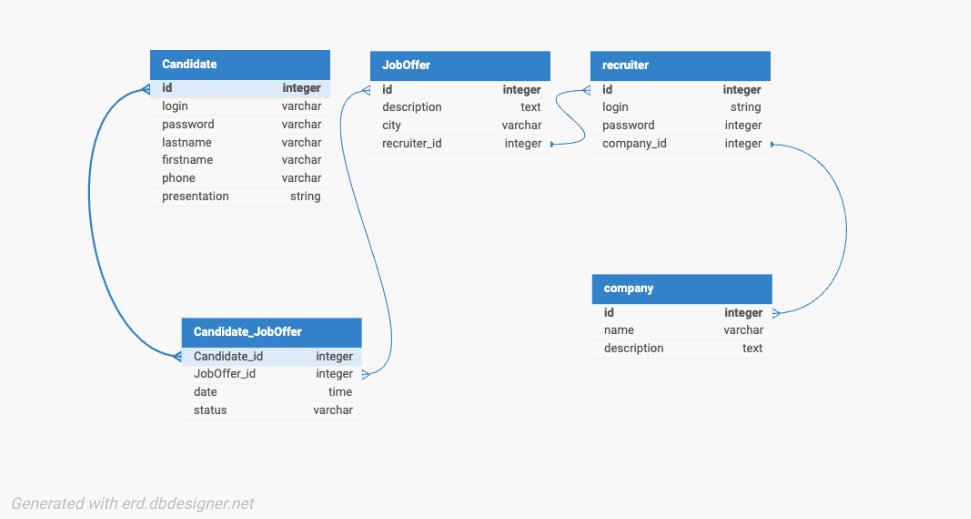 Candidate
id integer
login varchar
password varchar
lastname varchar
firstname varchar
phone varchar
presentation string
JobOffer
id integer
description text
city varchar
recruiter_id integer
recruiter
id integer
login string
password integer
company_id integer
company
id integer
name varchar
description text
Candidate_JobOffer
Candidate_id integer
JobOffer_id integer
date time
status varchar
Generated with erd.dbdesigner.net